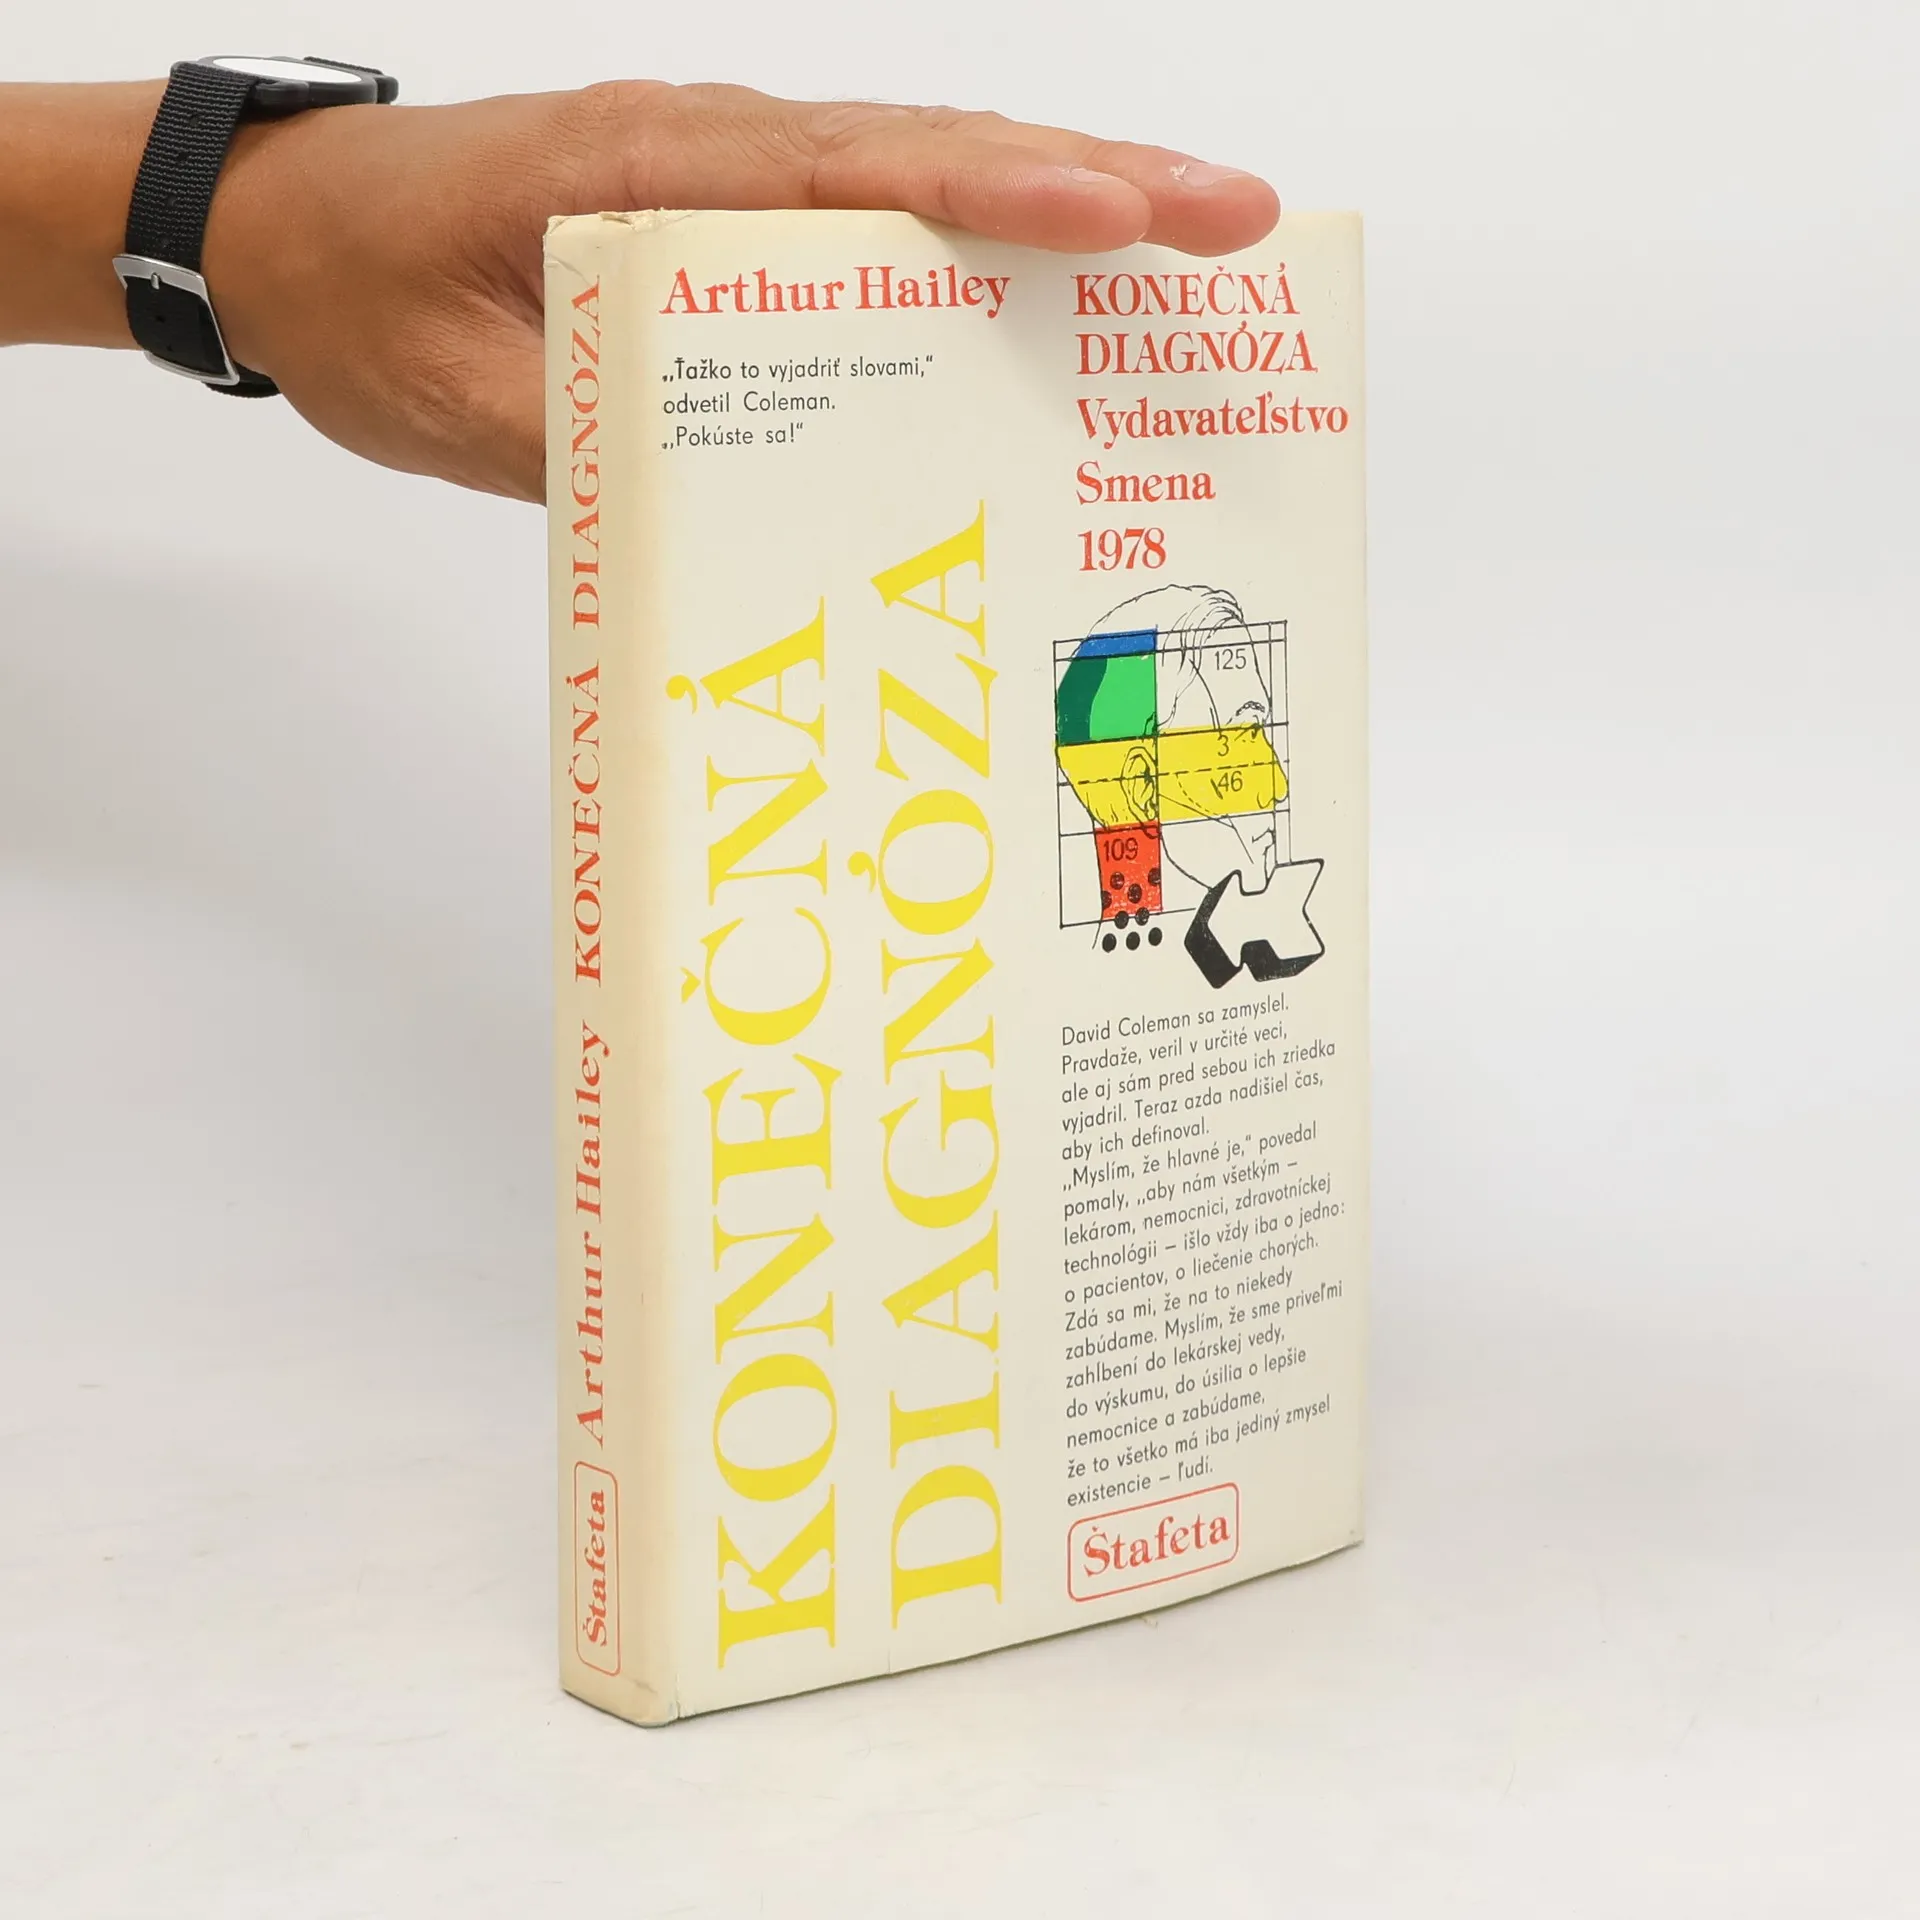 Arthur Hailey KONEČNÁ DIAGNÓZA
Štafeta
Arthur Hailey
„Ťažko to vyjadriť slovami,“
odvetil Coleman.
„Pokúste sa!“
KONEČNÁ
DIAGNÓZA
KONEČNÁ
DIAGNÓZA
Vydavateľstvo
Smena
1978
125
3
46
109
David Coleman sa zamyslel.
Pravdaže, veril v určité veci,
ale aj sám pred sebou ich zriedka
vyjadril. Teraz azda nadišiel čas,
aby ich definoval.
„Myslím, že hlavné je,“ povedal
pomaly, „aby nám všetkým –
lekárom, nemocnici, zdravotníckej
technológii – išlo vždy iba o jedno:
o pacientov, o liečenie chorých.
Zdá sa mi, že na to niekedy
zabúdame. Myslím, že sme priveľmi
zahĺbení do lekárskej vedy,
do výskumu, do úsilia o lepšie
nemocnice a zabúdame,
že to všetko má iba jediný zmysel
existencie – ľudí.
Štafeta